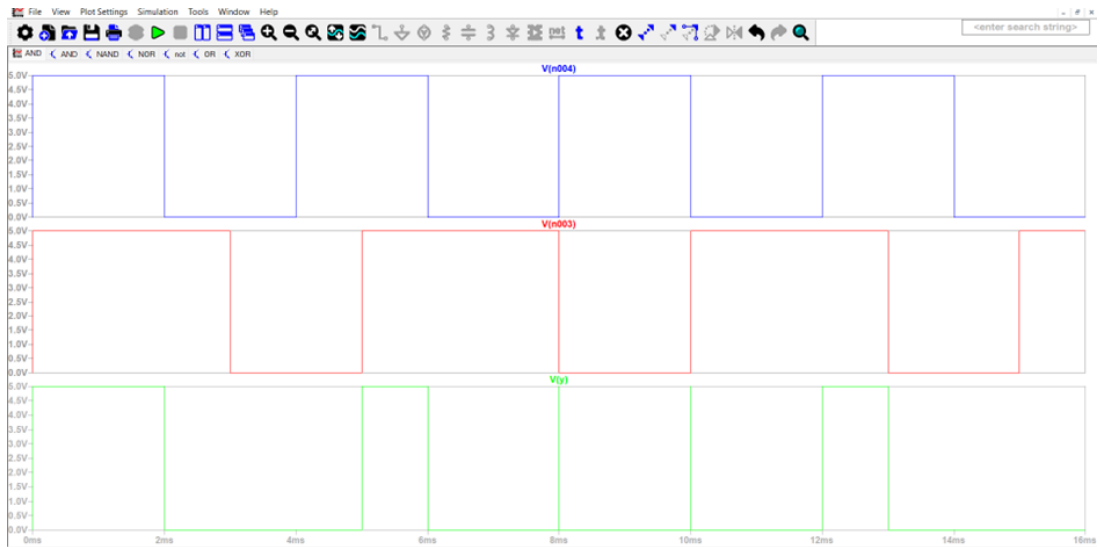 File View Plot Settings Simulation Tools Window Help
<enter search string>
AND AND NAND NOR not OR XOR
V(n004)
5.0V
4.5V
4.0V
3.5V
3.0V
2.5V
2.0V
1.5V
1.0V
0.5V
0.0V
V(n003)
5.0V
4.5V
4.0V
3.5V
3.0V
2.5V
2.0V
1.5V
1.0V
0.5V
0.0V
V(y)
5.0V
4.5V
4.0V
3.5V
3.0V
2.5V
2.0V
1.5V
1.0V
0.5V
0.0V
0ms 2ms 4ms 6ms 8ms 10ms 12ms 14ms 16ms